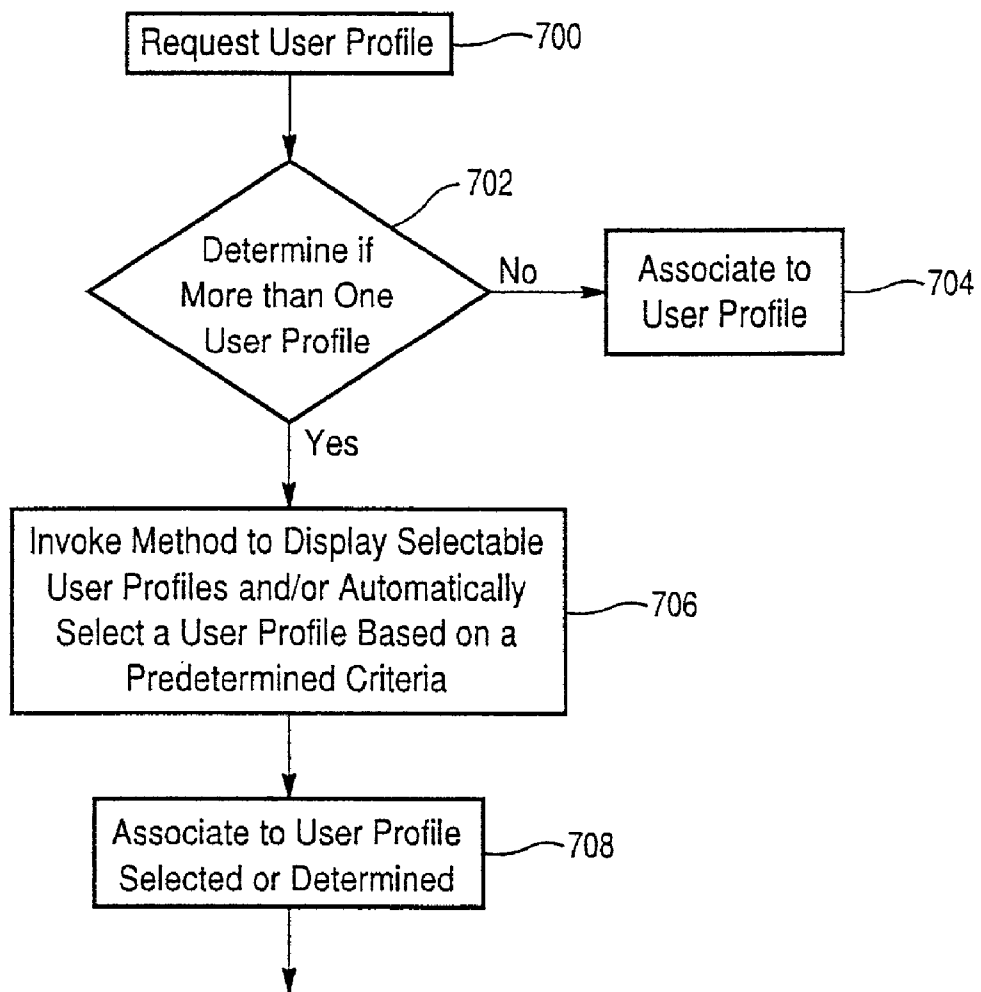 Request User Profile
700
702
Determine if
More than One
User Profile
No
Associate to
User Profile
704
Yes
Invoke Method to Display Selectable
User Profiles and/or Automatically
Select a User Profile Based on a
Predetermined Criteria
706
Associate to User Profile
Selected or Determined
708